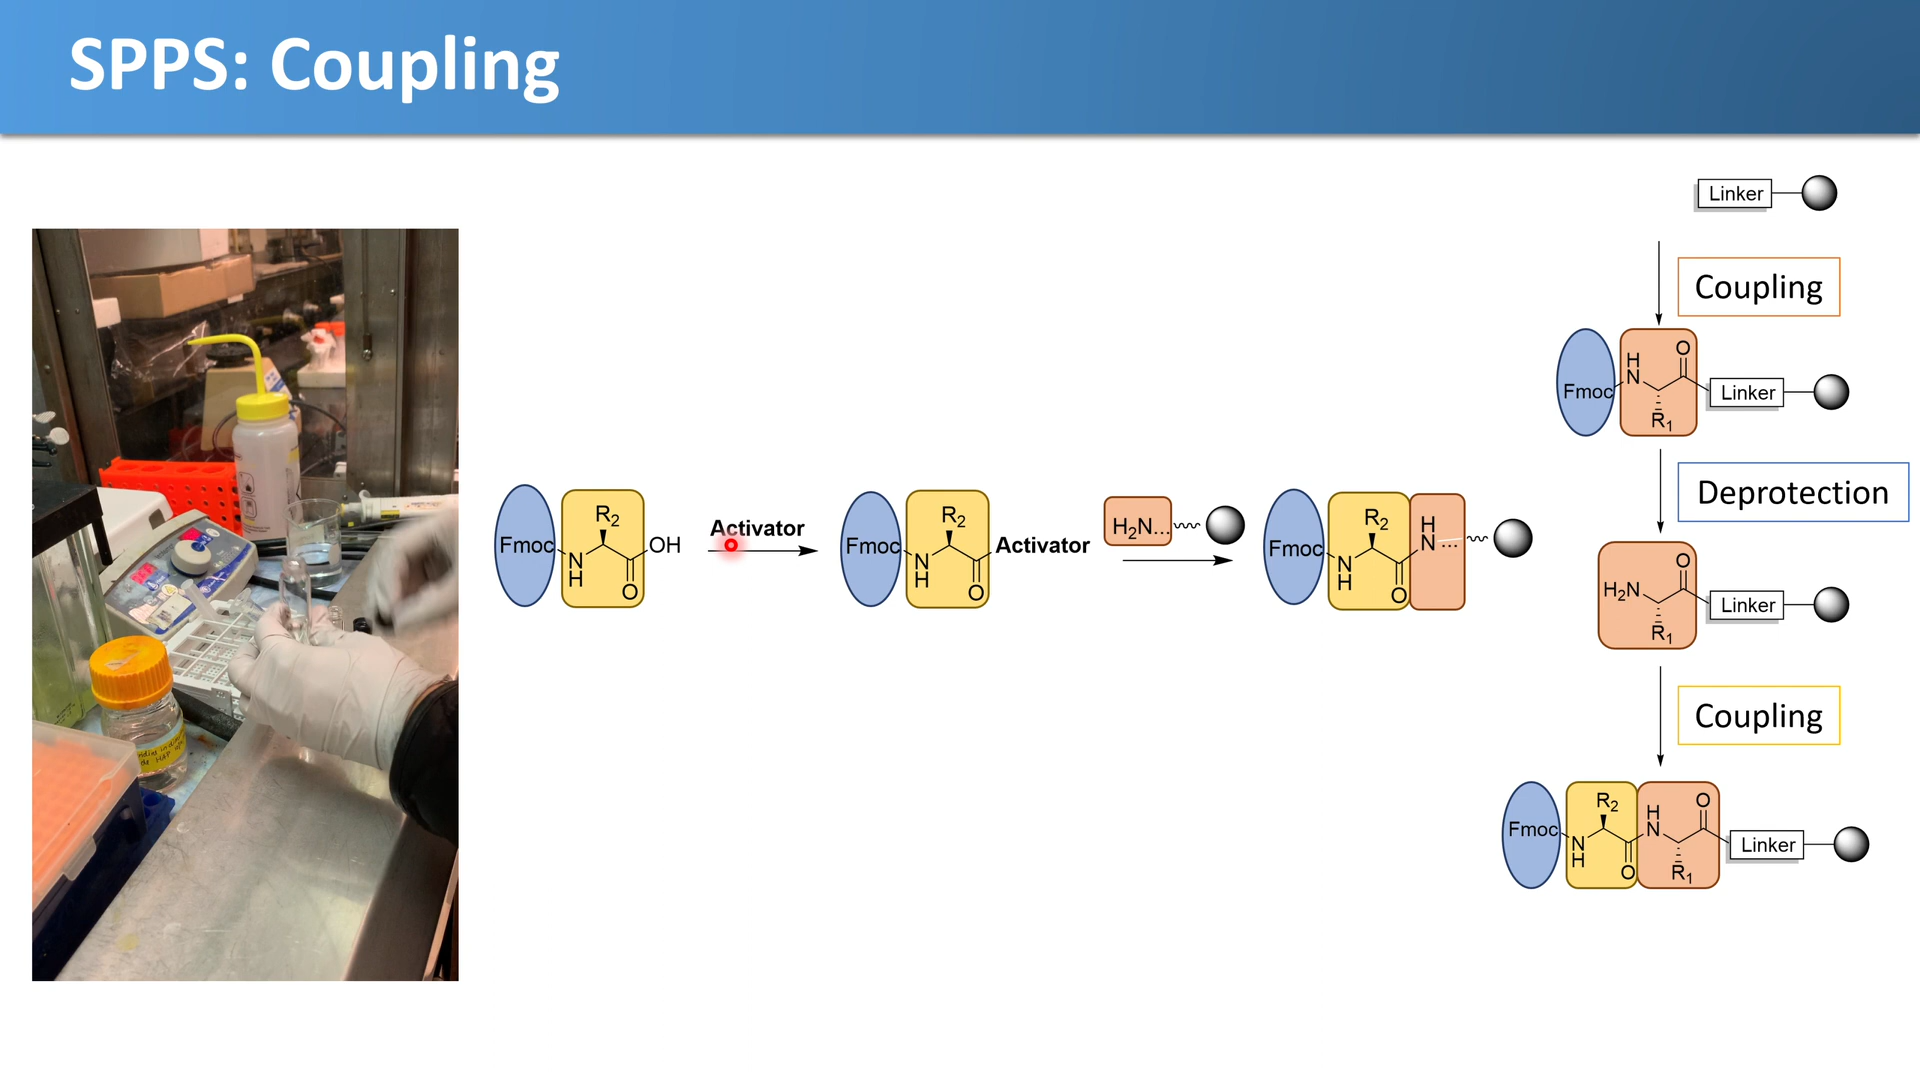 SPPS: Coupling
Fmoc
R2
N
H
O
OH
Activator
Fmoc
R2
N
H
O
Activator
H2N...
Fmoc
R2
N
H
O
H
N
...
Linker
Coupling
Fmoc
H
N
O
R1
Linker
Deprotection
H2N
O
R1
Linker
Coupling
Fmoc
R2
N
H
O
H
N
O
R1
Linker